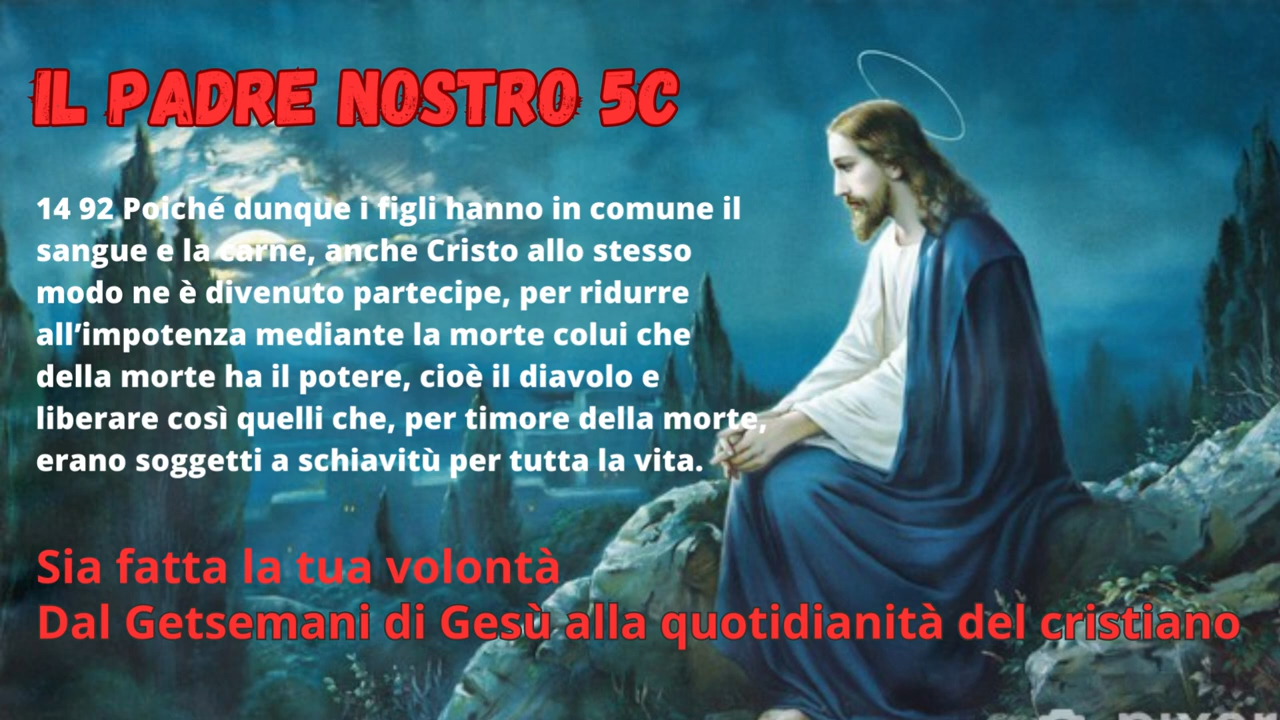 IL PADRE NOSTRO 5C
14 92 Poiché dunque i figli hanno in comune il
sangue e la carne, anche Cristo allo stesso
modo ne è divenuto partecipe, per ridurre
all’impotenza mediante la morte colui che
della morte ha il potere, cioè il diavolo e
liberare così quelli che, per timore della morte,
erano soggetti a schiavitù per tutta la vita.
Sia fatta la tua volontà
Dal Getsemani di Gesù alla quotidianità del cristiano